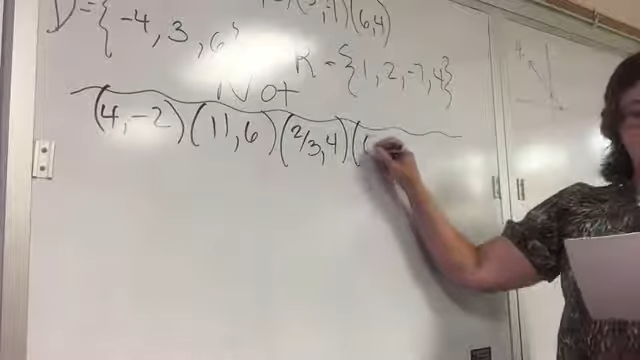 )(6,4)
D={-4, 3, 6}
R={1, 2, -7, 4}
Not
(4,-2)(11,6)(2/3,4)(